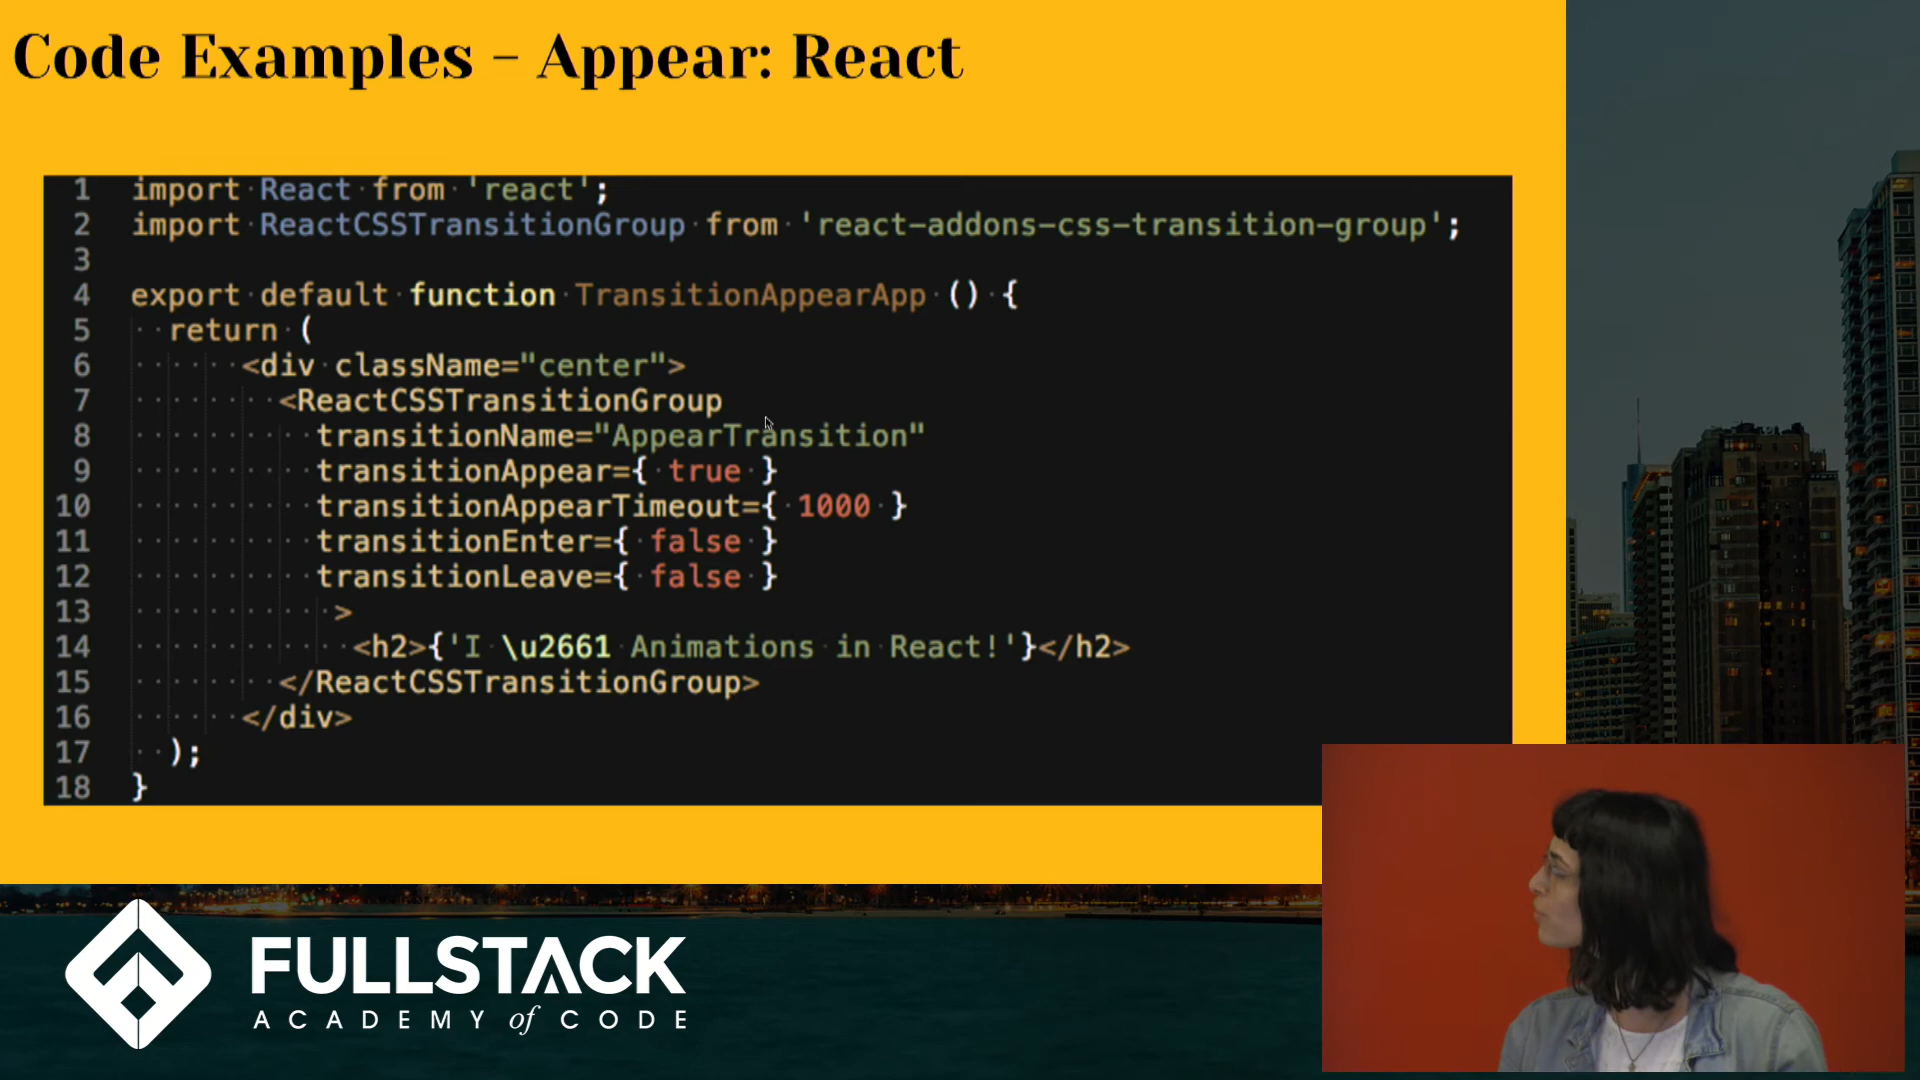 Code Examples – Appear: React
1 import React from 'react';
2 import ReactCSSTransitionGroup from 'react-addons-css-transition-group';
3
4 export default function TransitionAppearApp () {
5 return (
6 <div className="center">
7 <ReactCSSTransitionGroup
8 transitionName="AppearTransition"
9 transitionAppear={ true }
10 transitionAppearTimeout={ 1000 }
11 transitionEnter={ false }
12 transitionLeave={ false }
13 >
14 <h2>{'I \u2661 Animations in React!'}</h2>
15 </ReactCSSTransitionGroup>
16 </div>
17 );
18 }
FULLSTACK
ACADEMY of CODE